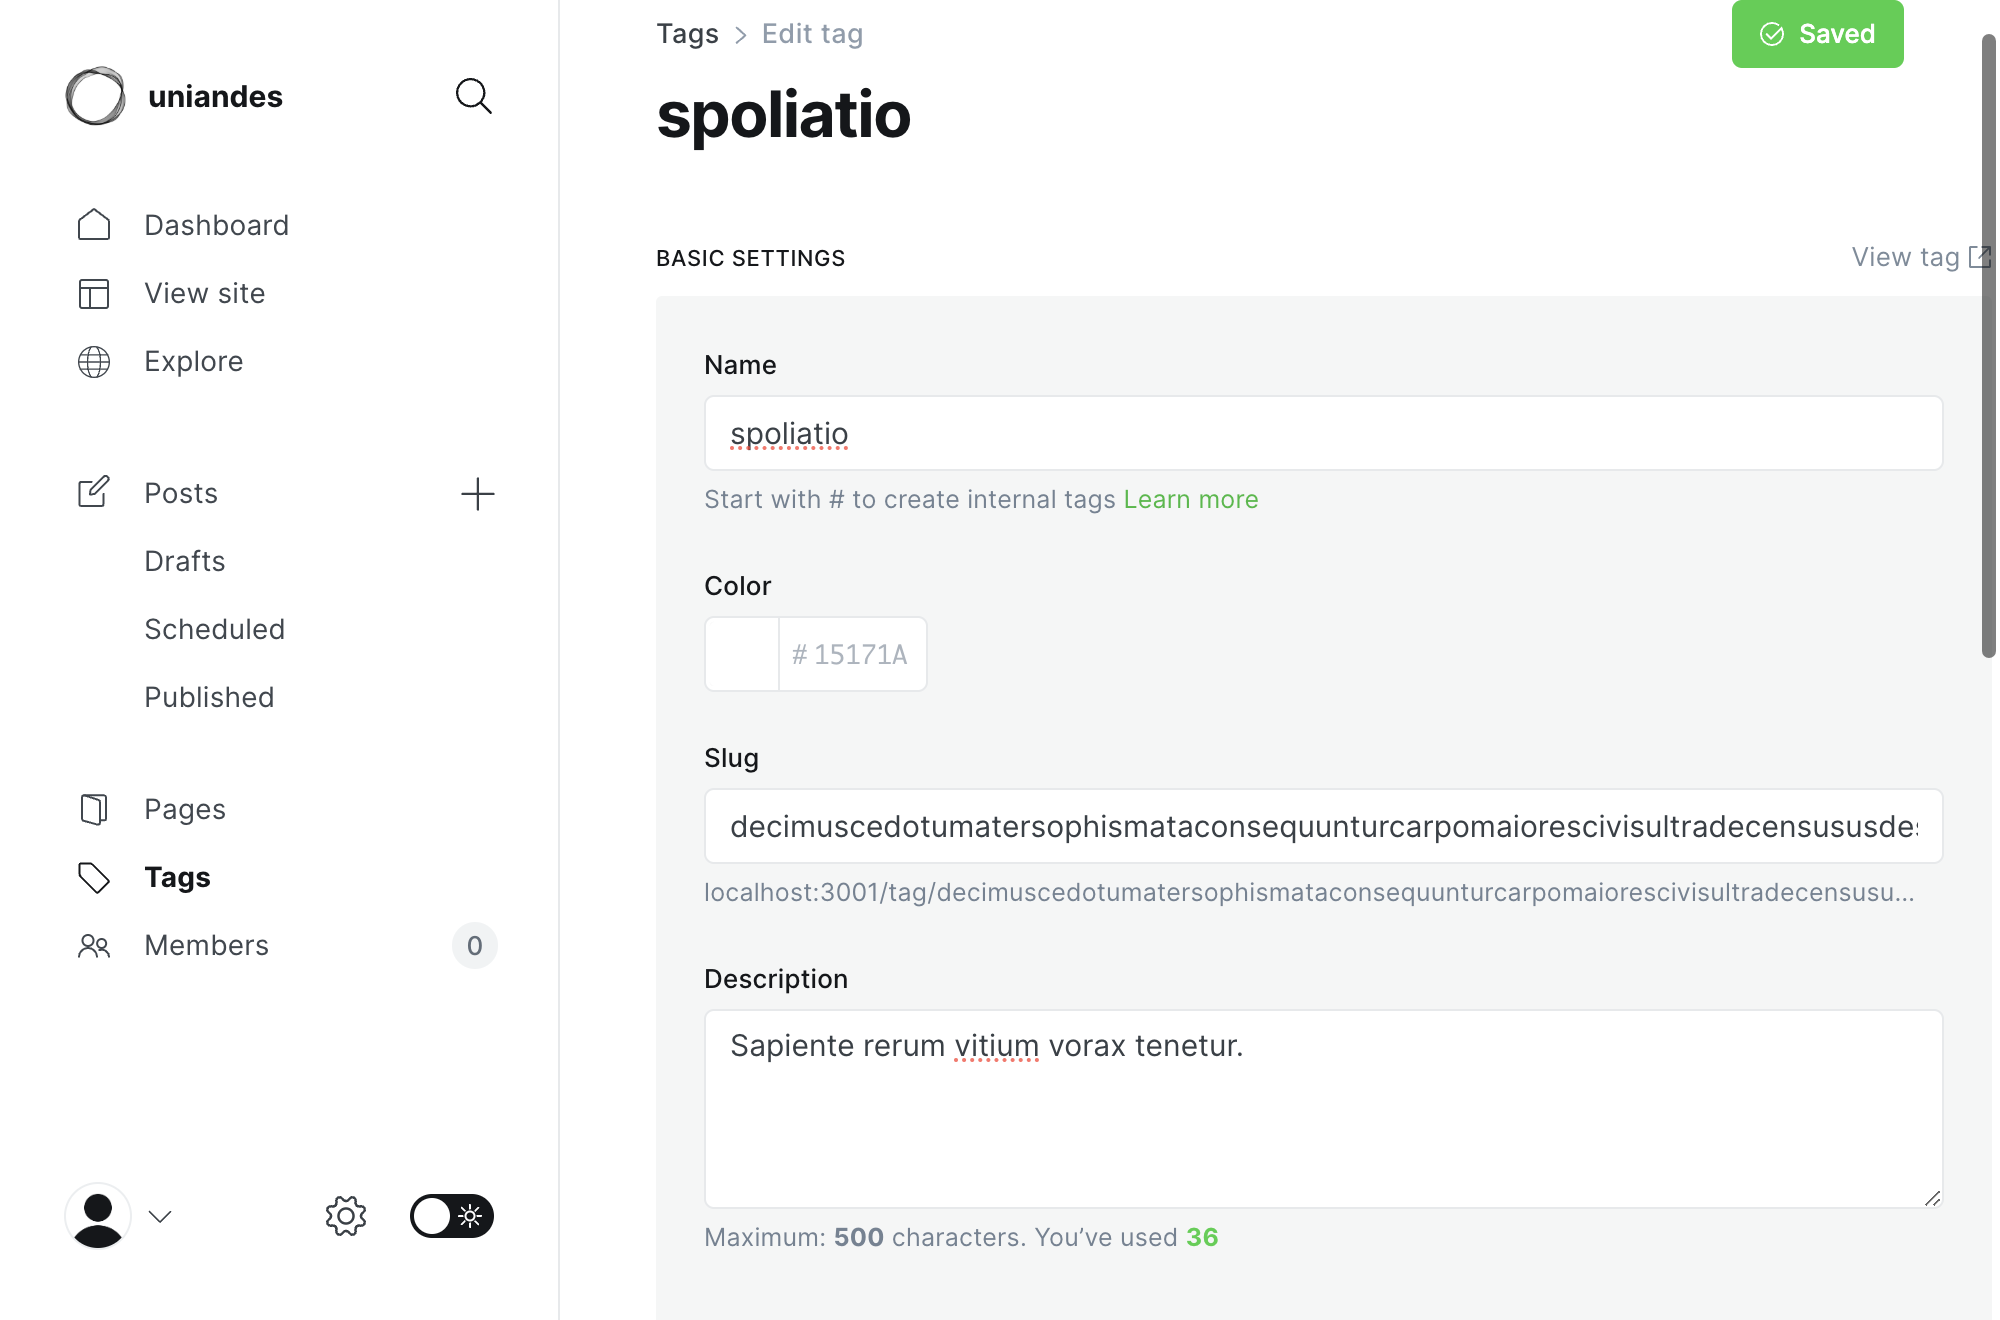 uniandes
Dashboard
View site
Explore
Posts
Drafts
Scheduled
Published
Pages
Tags
Members
0
Tags > Edit tag
Saved
spoliatio
BASIC SETTINGS
View tag
Name
spoliatio
Start with # to create internal tags Learn more
Color
# 15171A
Slug
decimuscedotumatersophismataconsequunturcarpomaiorescivisultradecensususdes
localhost:3001/tag/decimuscedotumatersophismataconsequunturcarpomaiorescivisultradecensusu...
Description
Sapiente rerum vitium vorax tenetur.
Maximum: 500 characters. You’ve used 36